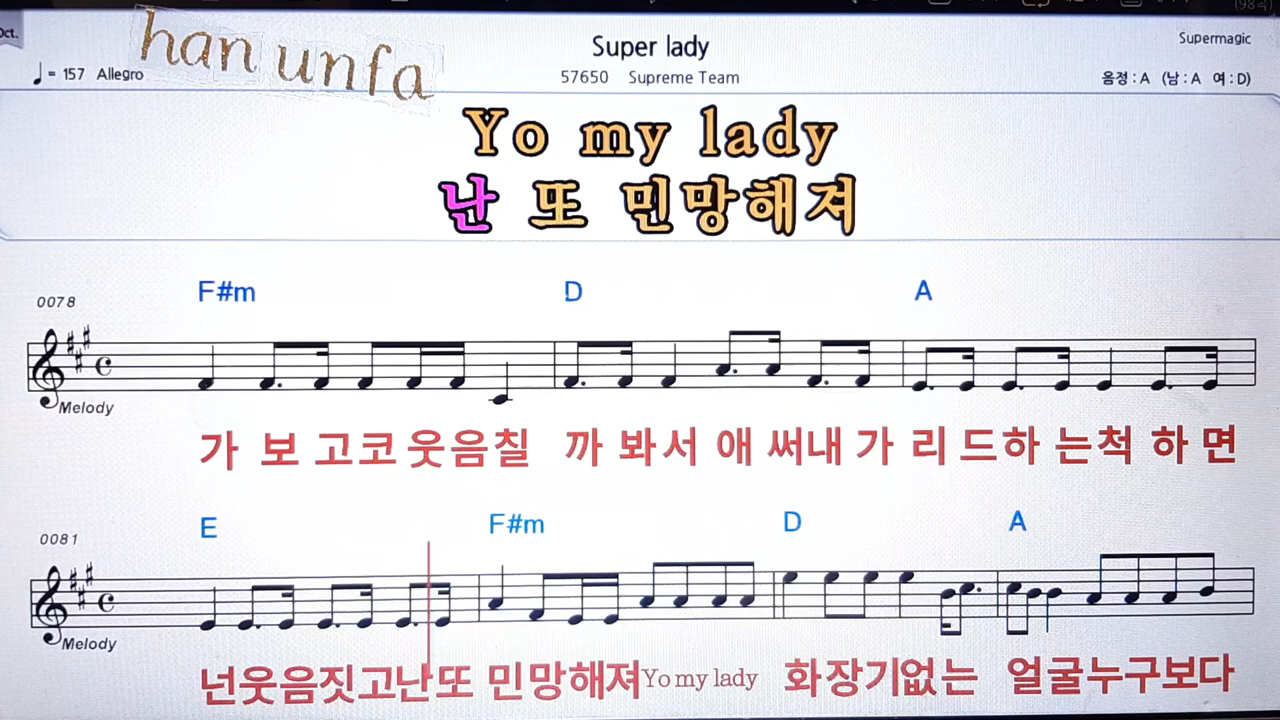 (98곡)
Oct.
han unfa
Super lady
Supermagic
♩= 157 Allegro
57650 Supreme Team
음정 : A (남 : A 여 : D)
Yo my lady
난 또 민망해져
0078
F#m D A
Melody
가 보 고코 웃음칠 까 봐서 애 써내 가 리 드하 는척 하 면
0081
E F#m D A
Melody
넌웃음짓고난또 민망해져Yo my lady 화장기없는 얼굴누구보다